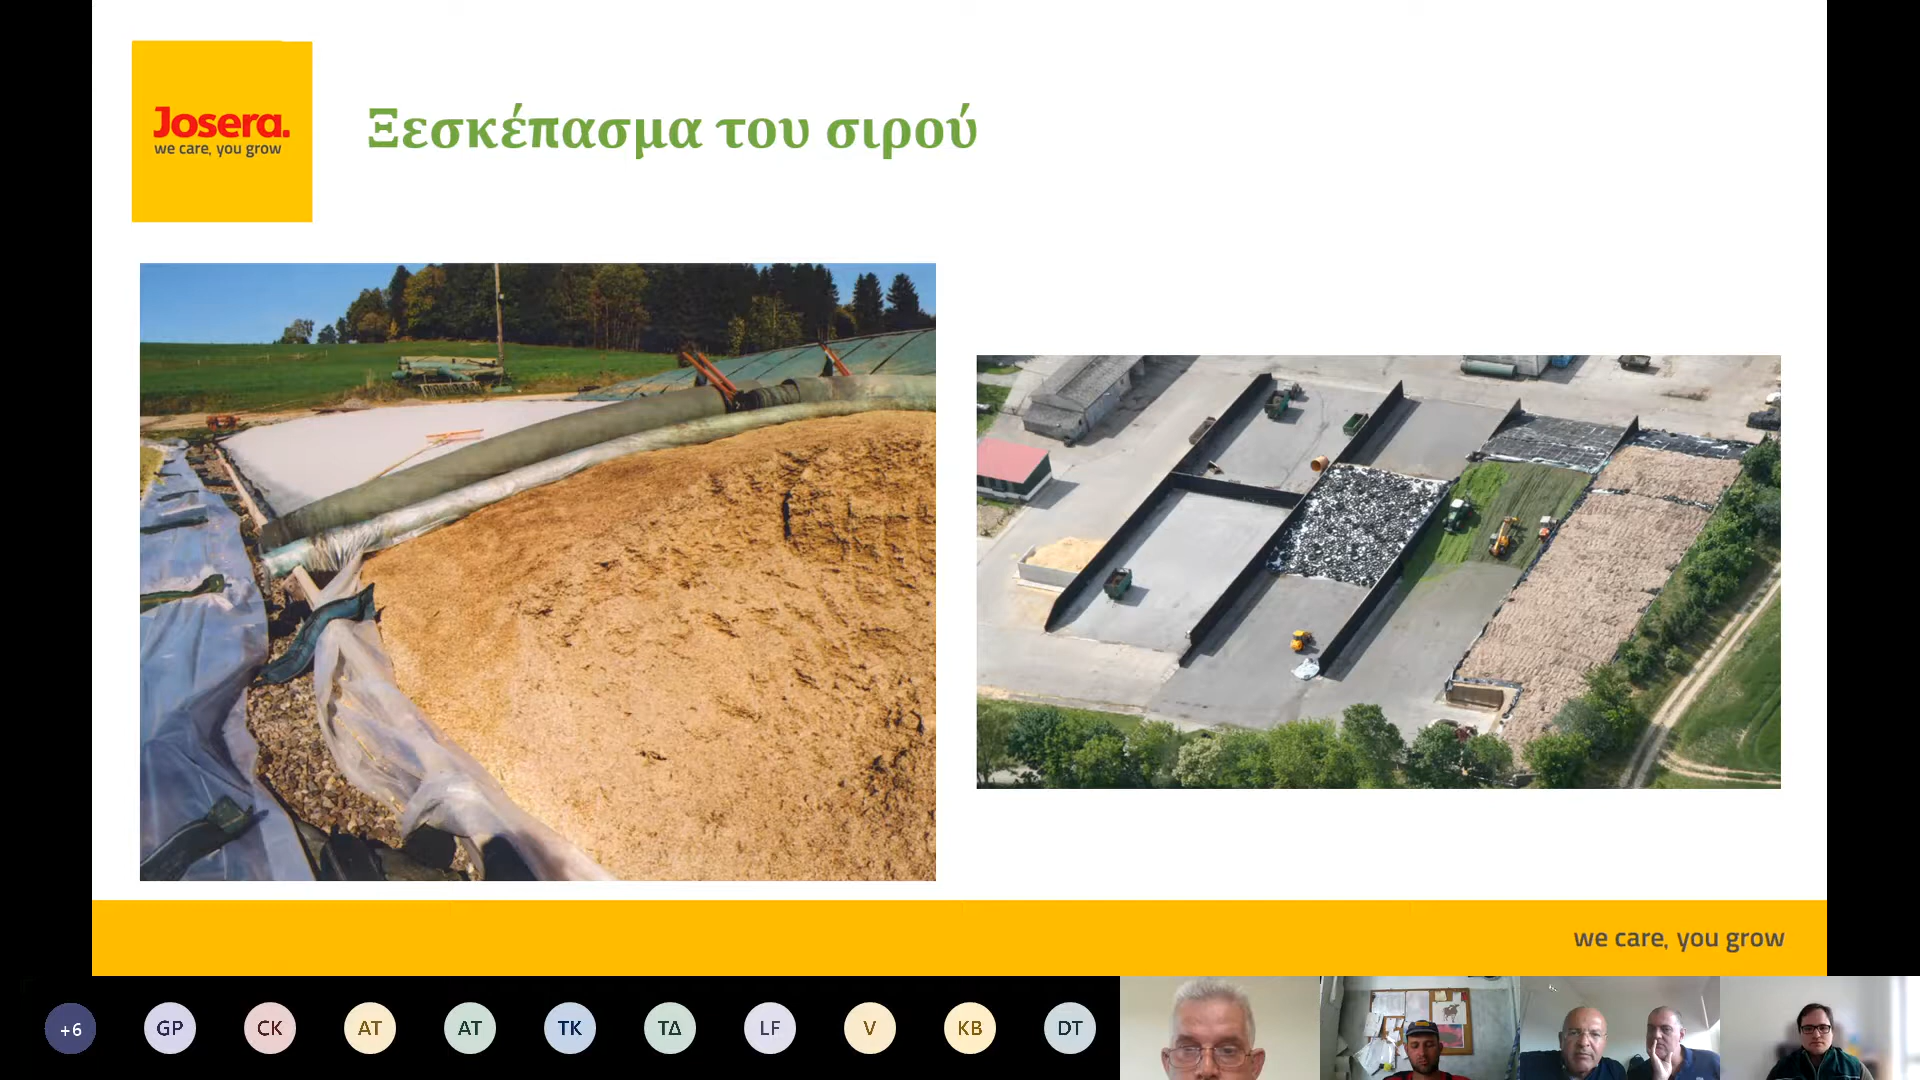 Josera.
we care, you grow
Ξεσκέπασμα του σιρού
we care, you grow
+6
GP
CK
AT
AT
TK
ΤΔ
LF
V
KB
DT